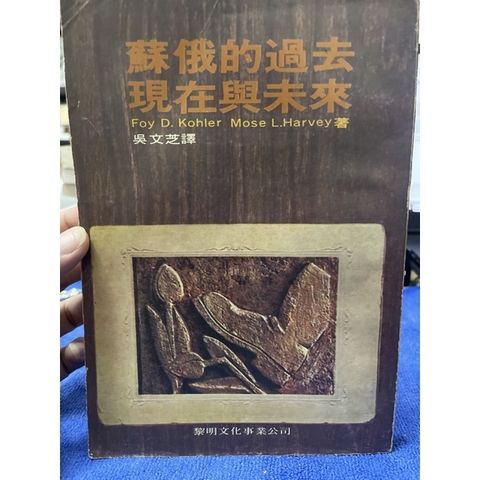 蘇俄的過去
現在與未來
Foy D. Kohler Mose L. Harvey 著
吳文芝譯
黎明文化事業公司